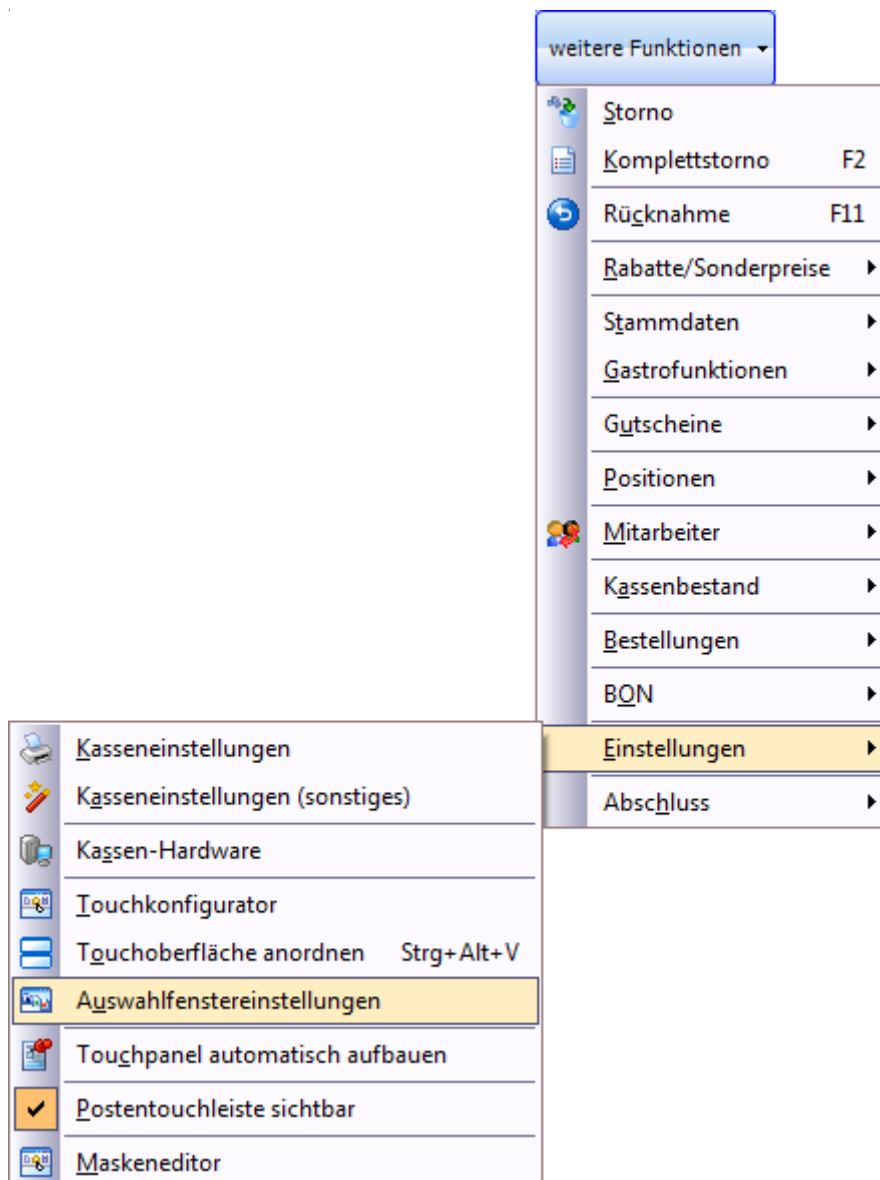 weitere Funktionen
Storno
Komplettstorno F2
Rücknahme F11
Rabatte/Sonderpreise
Stammdaten
Gastrofunktionen
Gutscheine
Positionen
Mitarbeiter
Kassenbestand
Bestellungen
BON
Einstellungen
Abschluss
Kasseneinstellungen
Kasseneinstellungen (sonstiges)
Kassen-Hardware
Touchkonfigurator
Touchoberfläche anordnen Strg+Alt+V
Auswahlfenstereinstellungen
Touchpanel automatisch aufbauen
Postentouchleiste sichtbar
Maskeneditor